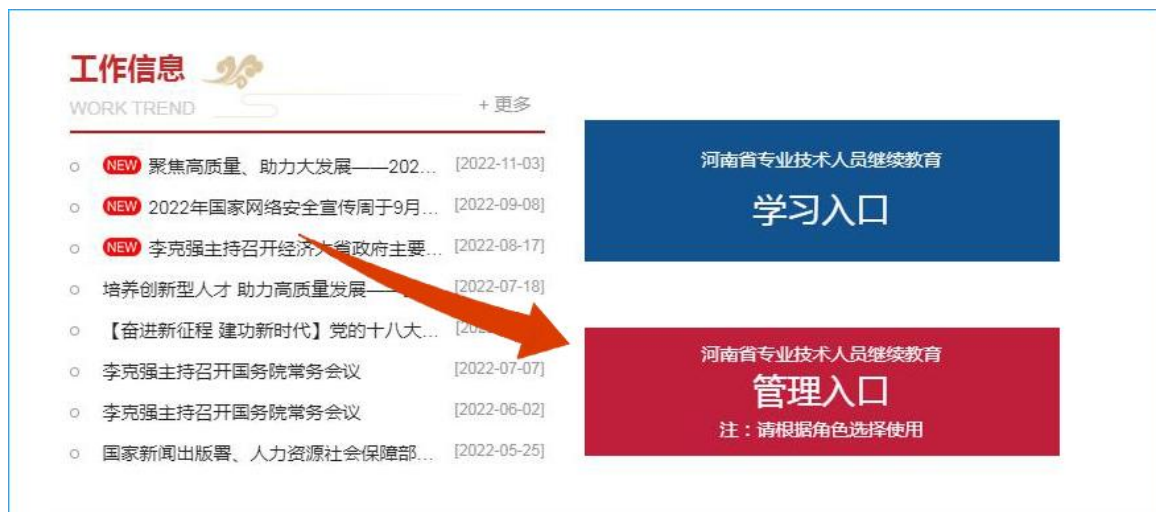 工作信息
WORK TREND
+ 更多
NEW 聚焦高质量、助力大发展——202... [2022-11-03]
NEW 2022年国家网络安全宣传周于9月... [2022-09-08]
NEW 李克强主持召开经济大省政府主要... [2022-08-17]
培养创新型人才 助力高质量发展—— [2022-07-18]
【奋进新征程 建功新时代】党的十八大...
李克强主持召开国务院常务会议 [2022-07-07]
李克强主持召开国务院常务会议 [2022-06-02]
国家新闻出版署、人力资源社会保障部... [2022-05-25]
河南省专业技术人员继续教育
学习入口
河南省专业技术人员继续教育
管理入口
注：请根据角色选择使用